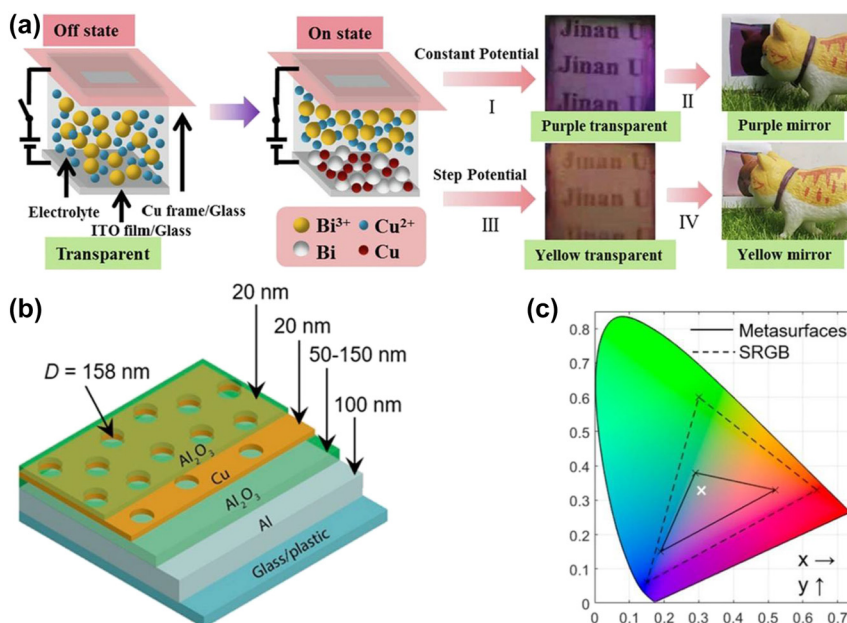 (a)
Off state
On state
Constant Potential
I
Jinan U
Jinan U
Jinan U
Purple transparent
II
Purple mirror
Electrolyte
ITO film/Glass
Cu frame/Glass
Transparent
Bi³⁺ Cu²⁺
Bi Cu
Step Potential
III
Jinan U
Yellow transparent
IV
Yellow mirror
(b)
D = 158 nm
20 nm
20 nm
50-150 nm
100 nm
Al₂O₃
Cu
Al₂O₃
Al
Glass/plastic
(c)
Metasurfaces
SRGB
0.8
0.7
0.6
0.5
0.4
0.3
0.2
0.1
0
x →
y ↑
0 0.1 0.2 0.3 0.4 0.5 0.6 0.7